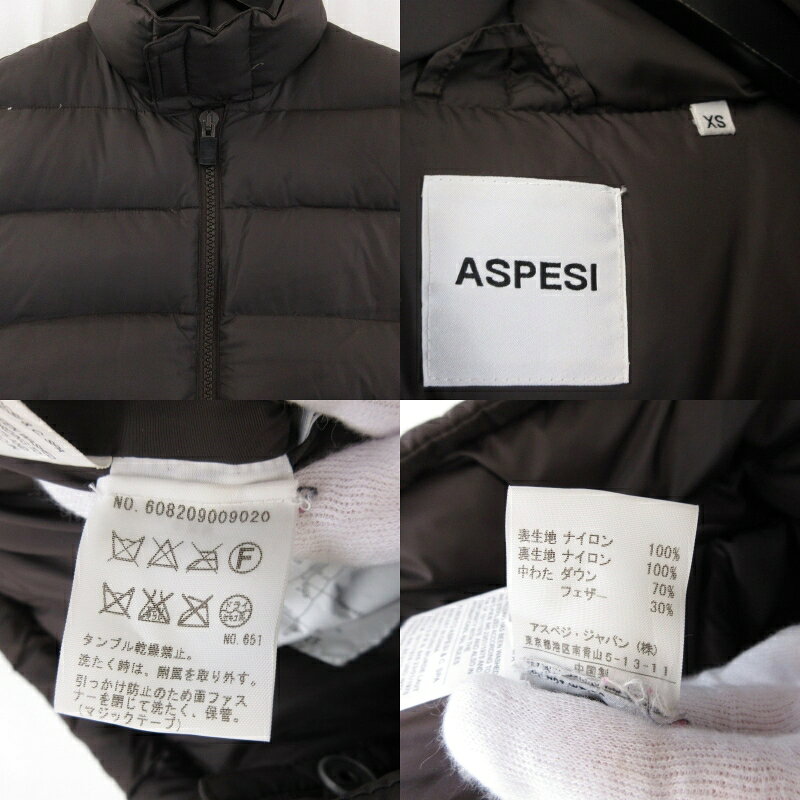 XS
ASPESI
NO. 608209009020
F
ドライ
NO.651
タンブル乾燥禁止。
洗たく時は、剛属を取り外す。
引っかけ防止のため面ファス
ナーを閉じて洗たく、保管。
(マジックテープ)
表生地 ナイロン 100%
裏生地 ナイロン 100%
中わた ダウン 70%
フェザー 30%
アスペジ・ジャパン (株)
東京都港区南青山5-13-11
中国製